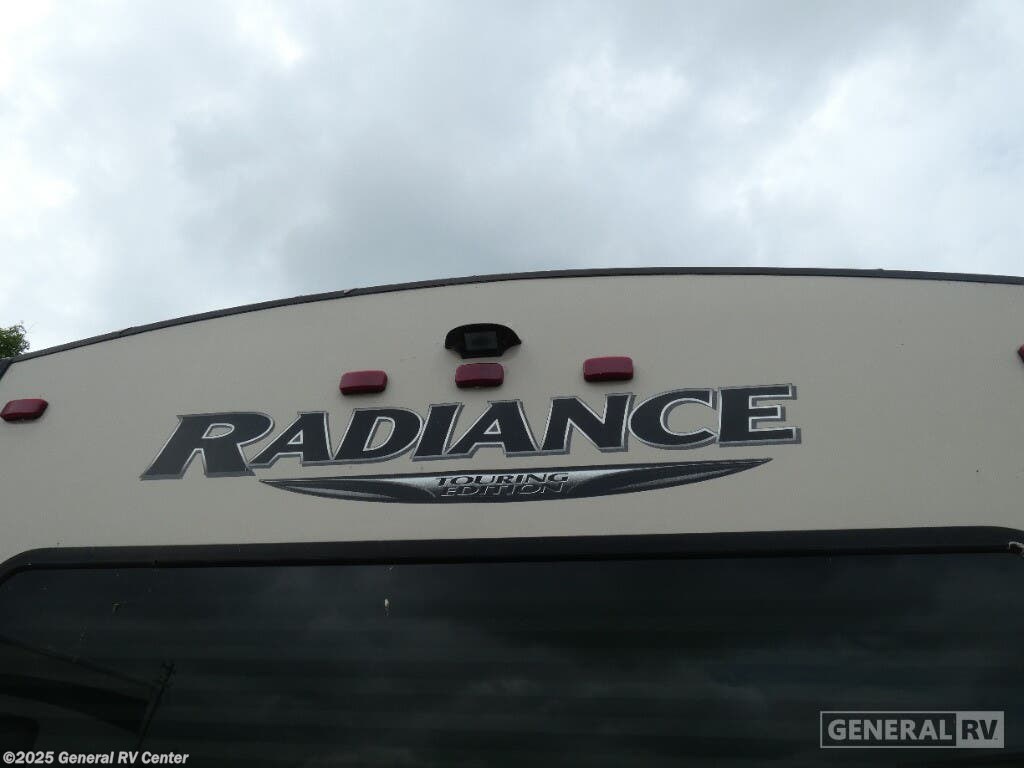 RADIANCE
TOURING
EDITION
GENERAL RV
©2025 General RV Center